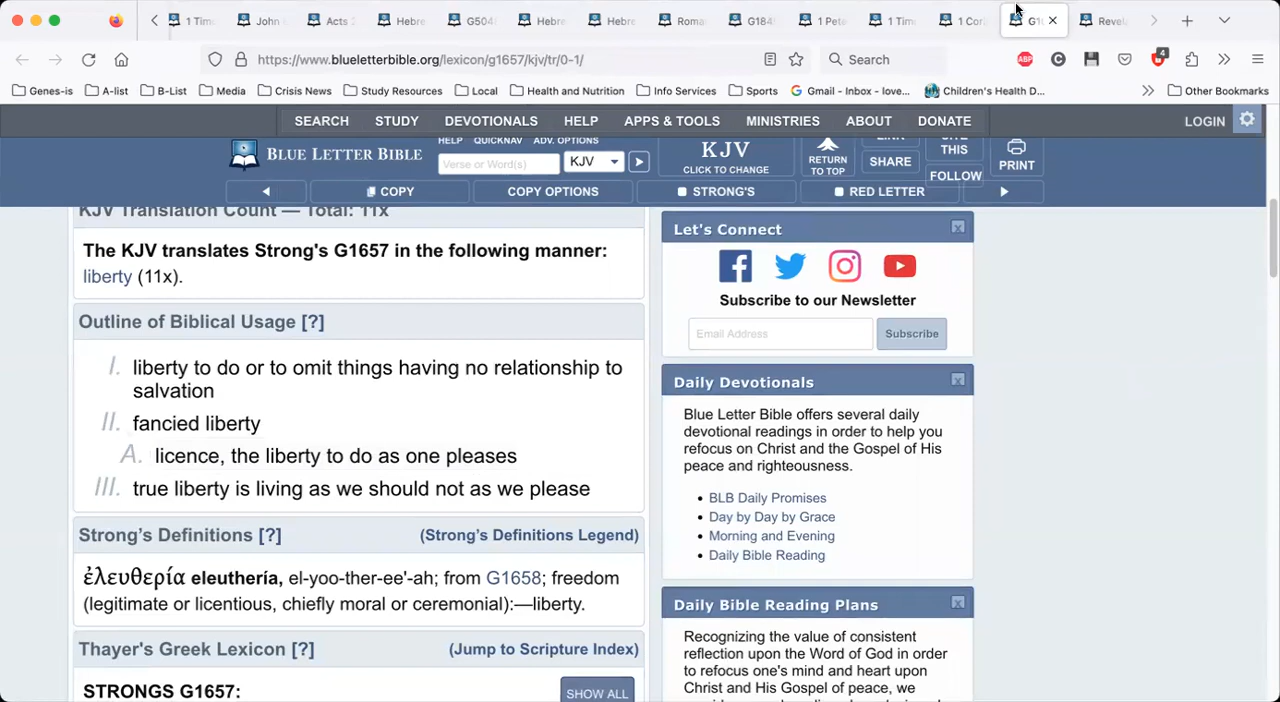 1 Tim
John
Acts 2
Hebre
G504
Hebre
Hebre
Roma
G184
1 Pet
1 Tim
1 Cor
G1
Revel
https://www.blueletterbible.org/lexicon/g1657/kjv/tr/0-1/
Search
ABP
C
4
Genes-is
A-list
B-List
Media
Crisis News
Study Resources
Local
Health and Nutrition
Info Services
Sports
Gmail - Inbox - love...
Children's Health D...
Other Bookmarks
SEARCH
STUDY
DEVOTIONALS
HELP
APPS & TOOLS
MINISTRIES
ABOUT
DONATE
LOGIN
BLUE LETTER BIBLE
HELP QUICKNAV ADV. OPTIONS
Verse or Word(s)
KJV
KJV
CLICK TO CHANGE
RETURN
TO TOP
LINK
SHARE
CITE
THIS
FOLLOW
PRINT
COPY
COPY OPTIONS
STRONG'S
RED LETTER
KJV Translation Count — Total: 11x
The KJV translates Strong's G1657 in the following manner:
liberty (11x).
Outline of Biblical Usage [?]
I. liberty to do or to omit things having no relationship to
salvation
II. fancied liberty
A. licence, the liberty to do as one pleases
III. true liberty is living as we should not as we please
Strong's Definitions [?]
(Strong's Definitions Legend)
ἐλευθερία eleuthería, el-yoo-ther-ee'-ah; from G1658; freedom
(legitimate or licentious, chiefly moral or ceremonial):—liberty.
Thayer's Greek Lexicon [?]
(Jump to Scripture Index)
STRONGS G1657:
SHOW ALL
Let's Connect
Subscribe to our Newsletter
Email Address
Subscribe
Daily Devotionals
Blue Letter Bible offers several daily
devotional readings in order to help you
refocus on Christ and the Gospel of His
peace and righteousness.
• BLB Daily Promises
• Day by Day by Grace
• Morning and Evening
• Daily Bible Reading
Daily Bible Reading Plans
Recognizing the value of consistent
reflection upon the Word of God in order
to refocus one's mind and heart upon
Christ and His Gospel of peace, we